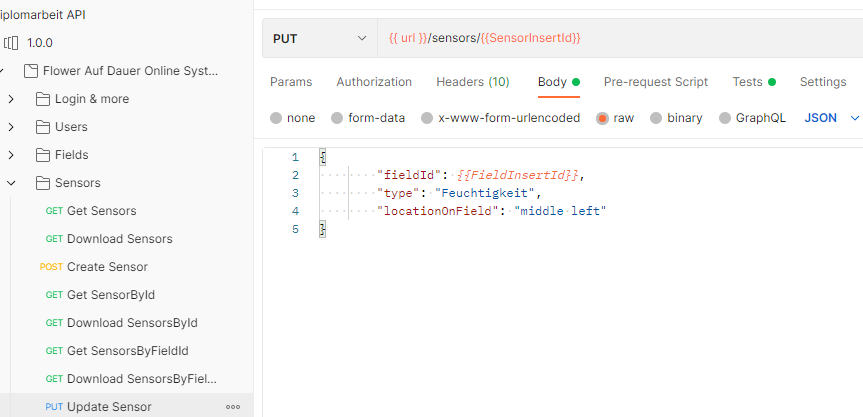 iplomarbeit API
1.0.0
Flower Auf Dauer Online Syst...
Login & more
Users
Fields
Sensors
GET Get Sensors
GET Download Sensors
POST Create Sensor
GET Get SensorById
GET Download SensorsById
GET Get SensorsByFieldId
GET Download SensorsByFiel...
PUT Update Sensor
PUT {{ url }}/sensors/{{SensorInsertId}}
Params Authorization Headers (10) Body Pre-request Script Tests Settings
none form-data x-www-form-urlencoded raw binary GraphQL JSON
1 {
2 "fieldId": {{FieldInsertId}},
3 "type": "Feuchtigkeit",
4 "locationOnField": "middle left"
5 }